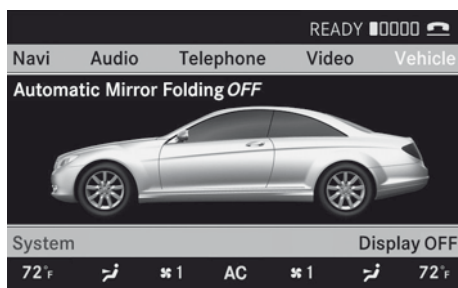 READY
Navi Audio Telephone Video Vehicle
Automatic Mirror Folding OFF
System Display OFF
72°F 1 AC 1 72°F